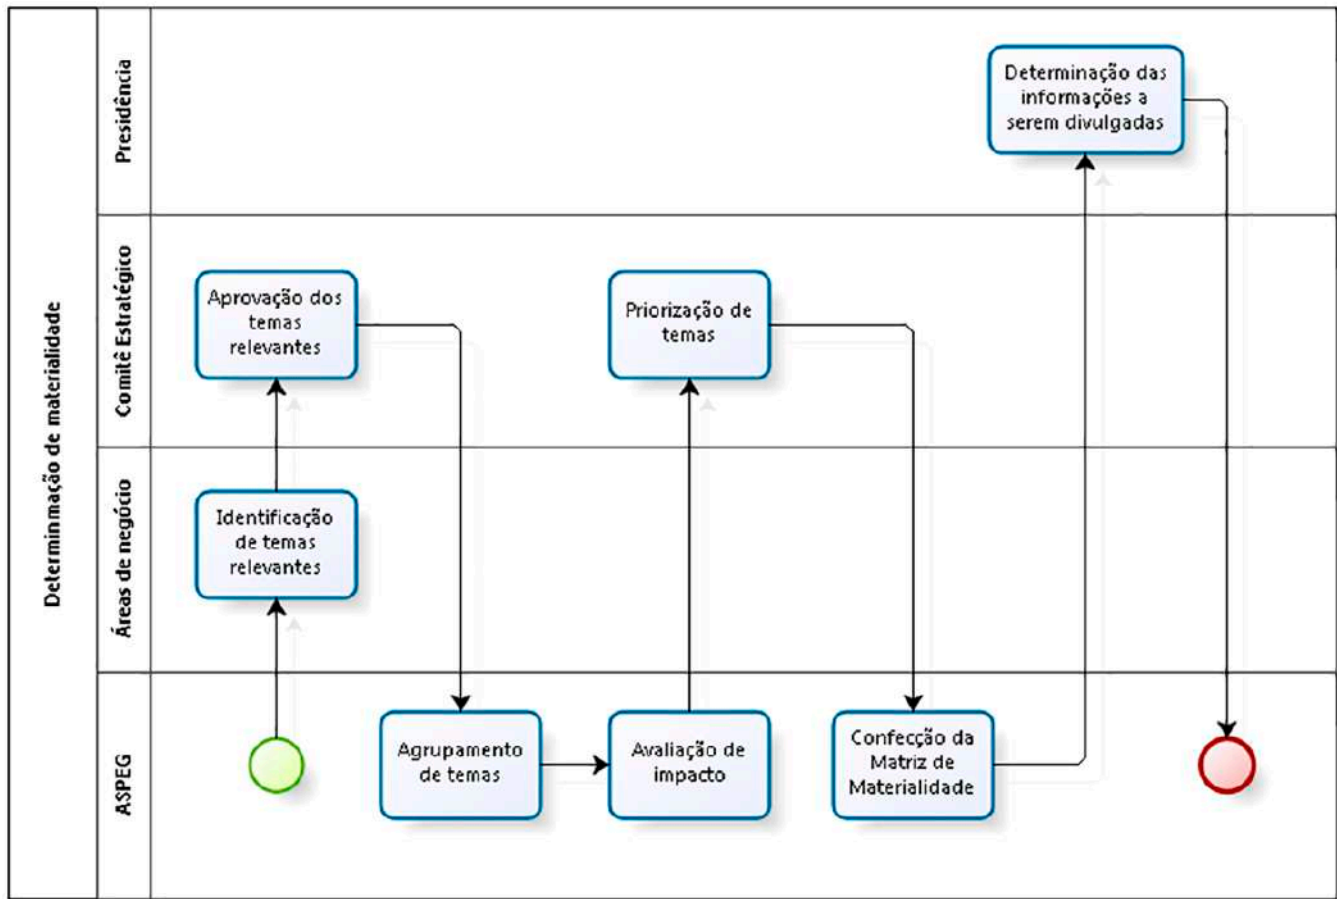 Determinmação de materialidade
Presidência
Determinação das
informações a
serem divulgadas
Comitê Estratégico
Aprovação dos
temas
relevantes
Priorização de
temas
Áreas de negócio
Identificação
de temas
relevantes
ASPEG
Agrupamento
de temas
Avaliação de
impacto
Confecção da
Matriz de
Materialidade